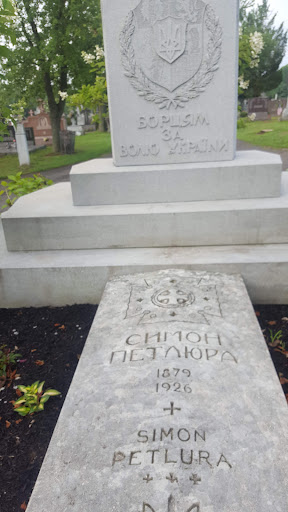 БОРЦЯМ
ЗА
ВОЛЮ УКРАЇНИ
СИМОН
ПЕТЛЮРА
1879
1926
SIMON
PETLURA